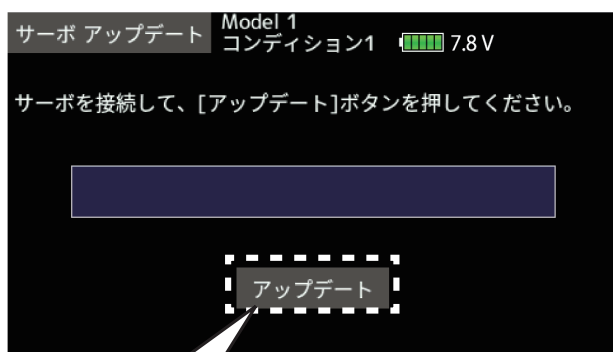 サーボ アップデート
Model 1
コンディション1 7.8 V
サーボを接続して、[アップデート]ボタンを押してください。
アップデート